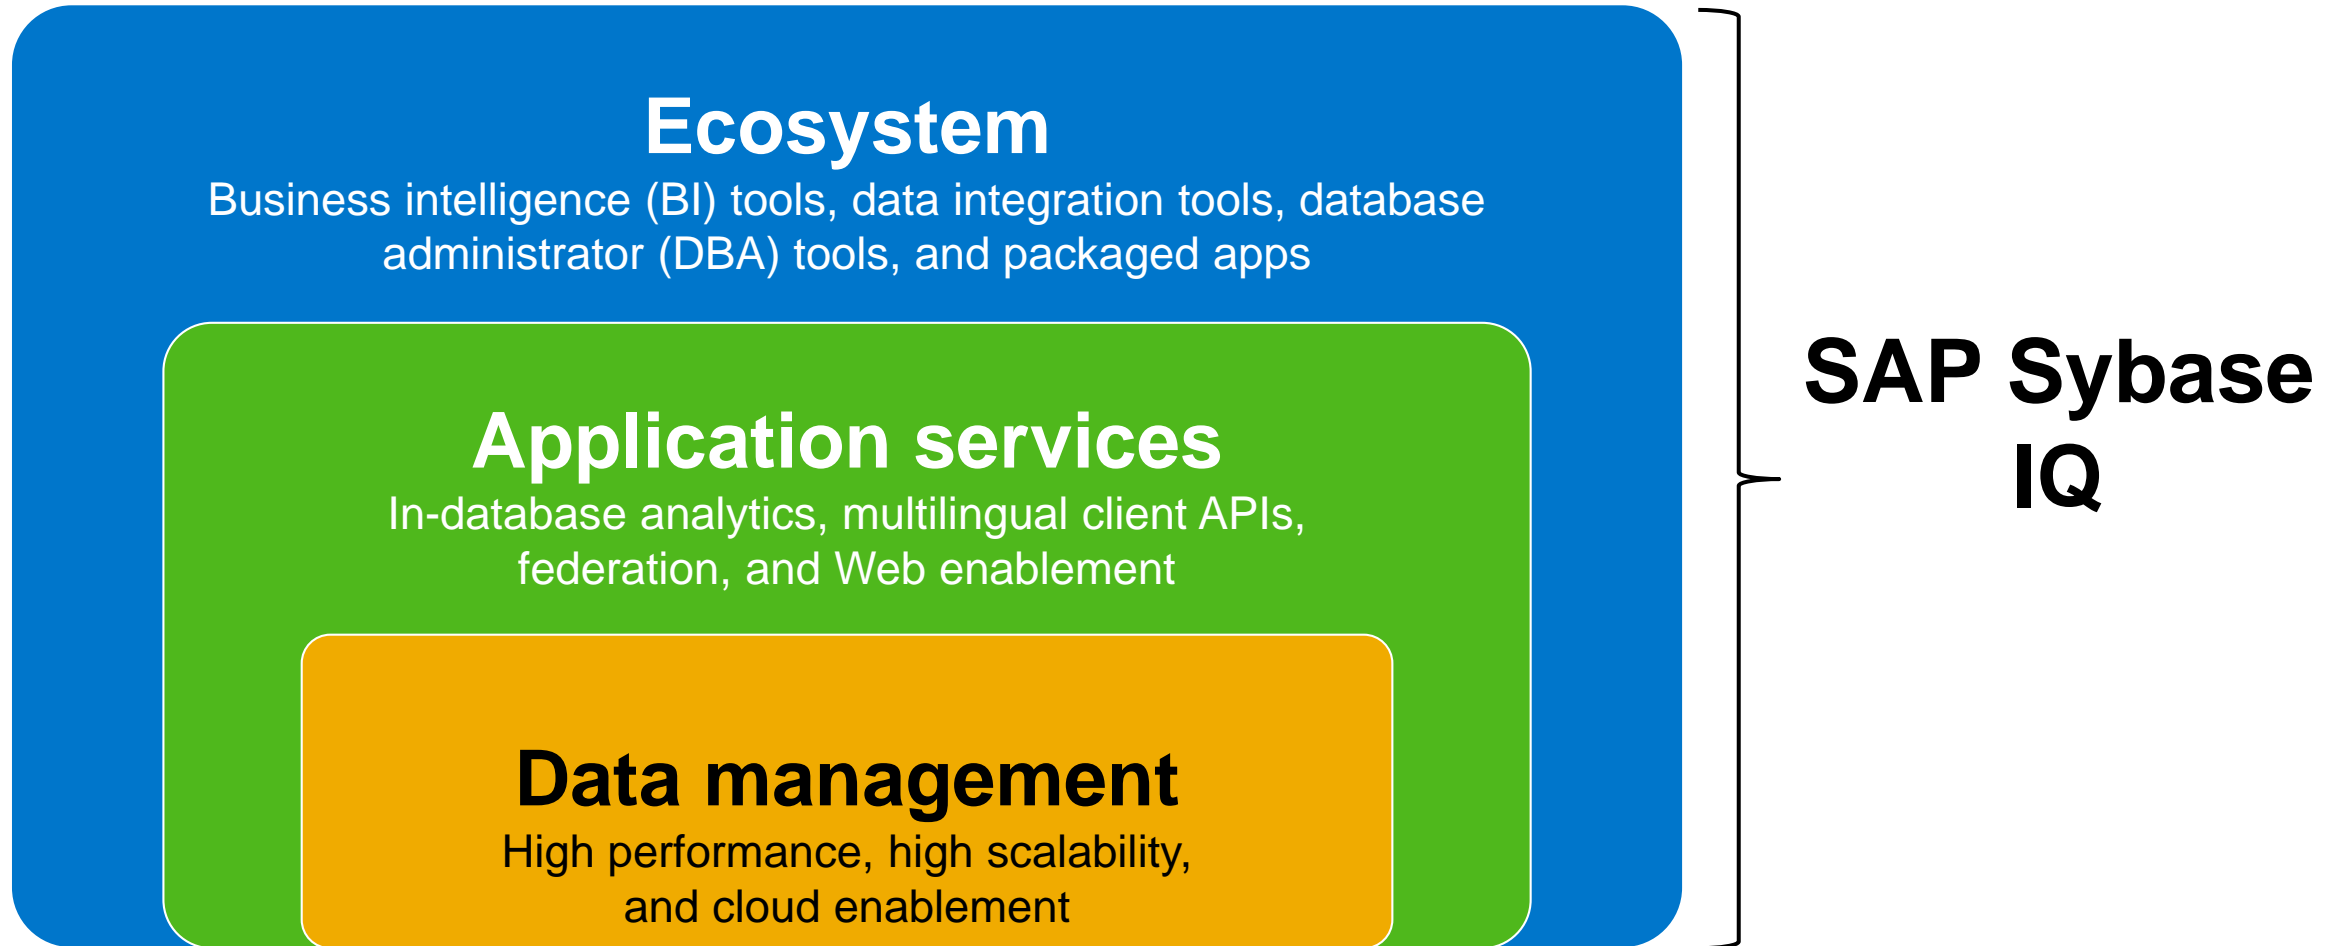 Ecosystem
Business intelligence (BI) tools, data integration tools, database
administrator (DBA) tools, and packaged apps
Application services
In-database analytics, multilingual client APIs,
federation, and Web enablement
Data management
High performance, high scalability,
and cloud enablement
SAP Sybase
IQ